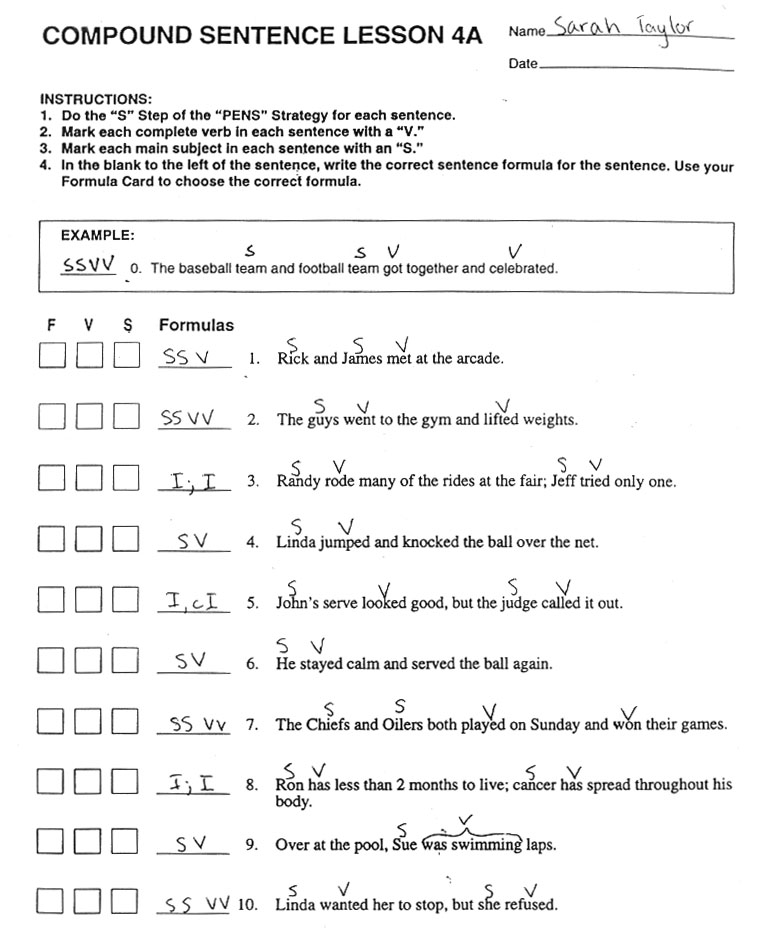 COMPOUND SENTENCE LESSON 4A
Name Sarah Taylor
Date
INSTRUCTIONS:
1. Do the "S" Step of the "PENS" Strategy for each sentence.
2. Mark each complete verb in each sentence with a "V."
3. Mark each main subject in each sentence with an "S."
4. In the blank to the left of the sentence, write the correct sentence formula for the sentence. Use your
Formula Card to choose the correct formula.
EXAMPLE:
S S V V
SSVV 0. The baseball team and football team got together and celebrated.
F V S Formulas
S S V
SS V 1. Rick and James met at the arcade.
S V V
SS VV 2. The guys went to the gym and lifted weights.
S V S V
I; I 3. Randy rode many of the rides at the fair; Jeff tried only one.
S V
SV 4. Linda jumped and knocked the ball over the net.
S V S V
I, cI 5. John's serve looked good, but the judge called it out.
S V
SV 6. He stayed calm and served the ball again.
S S V V
SS Vv 7. The Chiefs and Oilers both played on Sunday and won their games.
S V S V
I; I 8. Ron has less than 2 months to live; cancer has spread throughout his
body.
S V
SV 9. Over at the pool, Sue was swimming laps.
S V S V
SS VV 10. Linda wanted her to stop, but she refused.